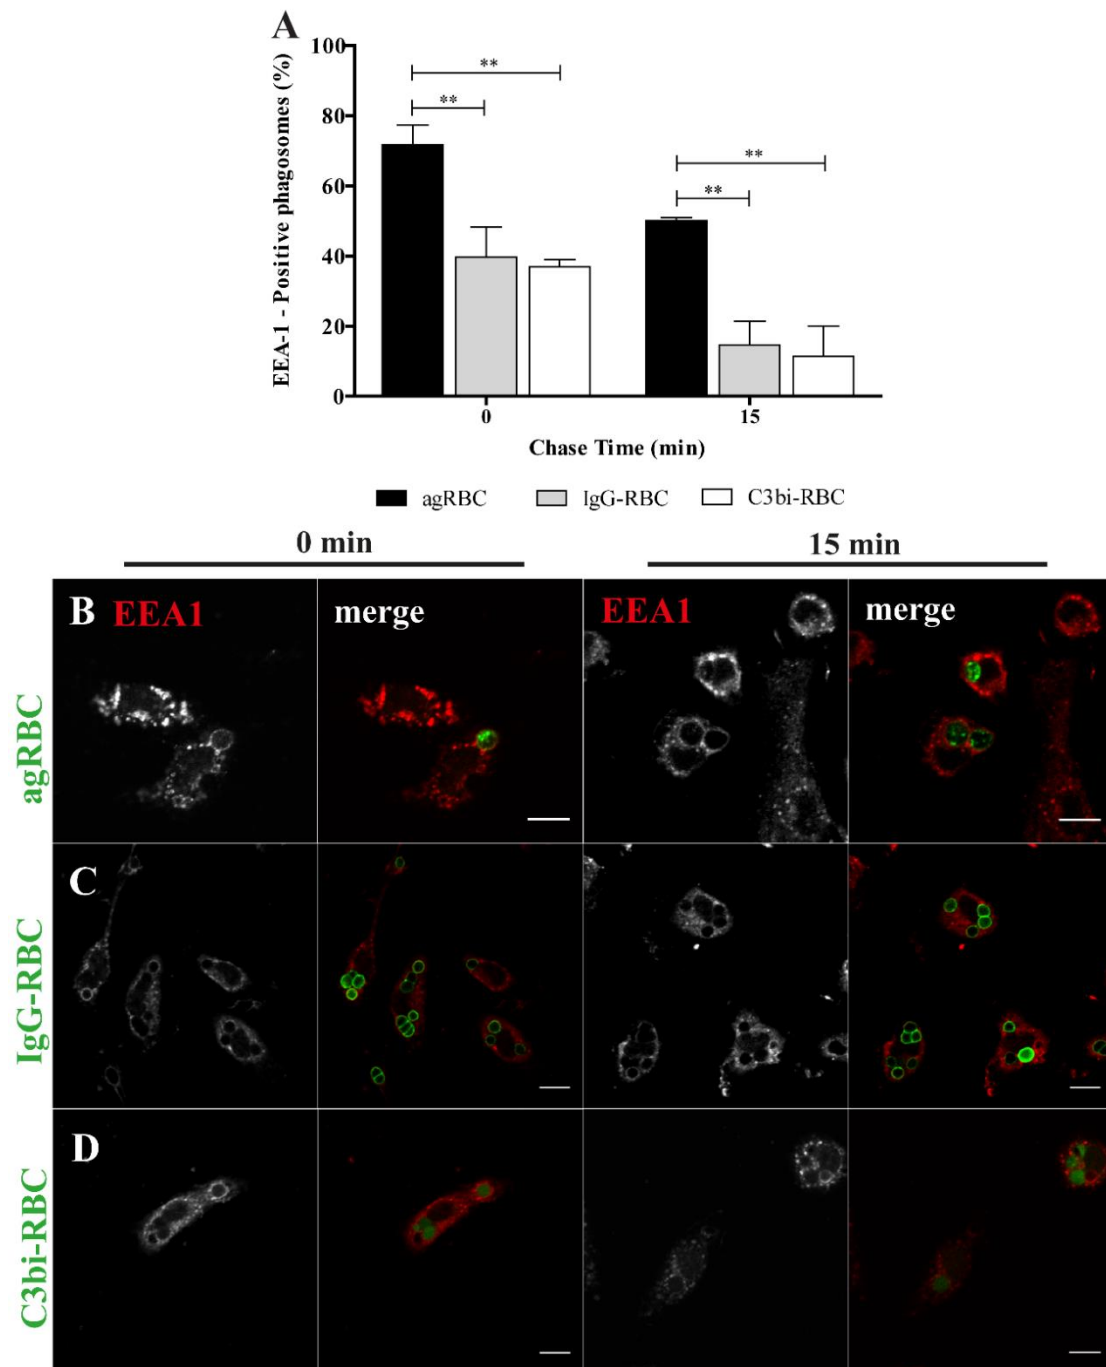 A
EEA-1 - Positive phagosomes (%)
100
80
60
40
20
0
**
**
**
**
0
15
Chase Time (min)
agRBC
IgG-RBC
C3bi-RBC
0 min
15 min
B EEA1 merge EEA1 merge
agRBC
C
IgG-RBC
D
C3bi-RBC